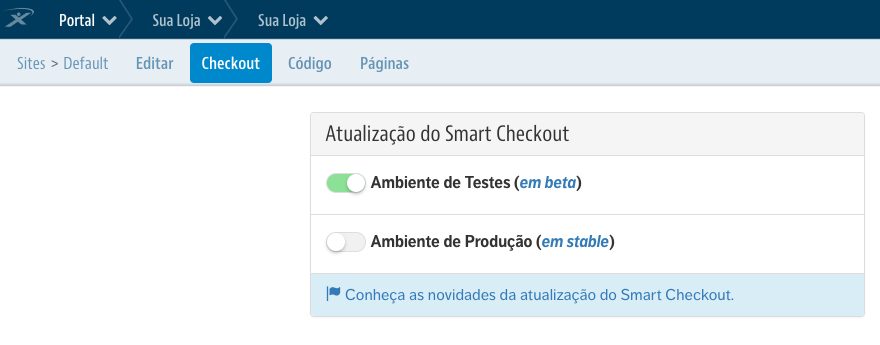 Portal Sua Loja Sua Loja
Sites > Default Editar Checkout Código Páginas
Atualização do Smart Checkout
Ambiente de Testes (em beta)
Ambiente de Produção (em stable)
Conheça as novidades da atualização do Smart Checkout.